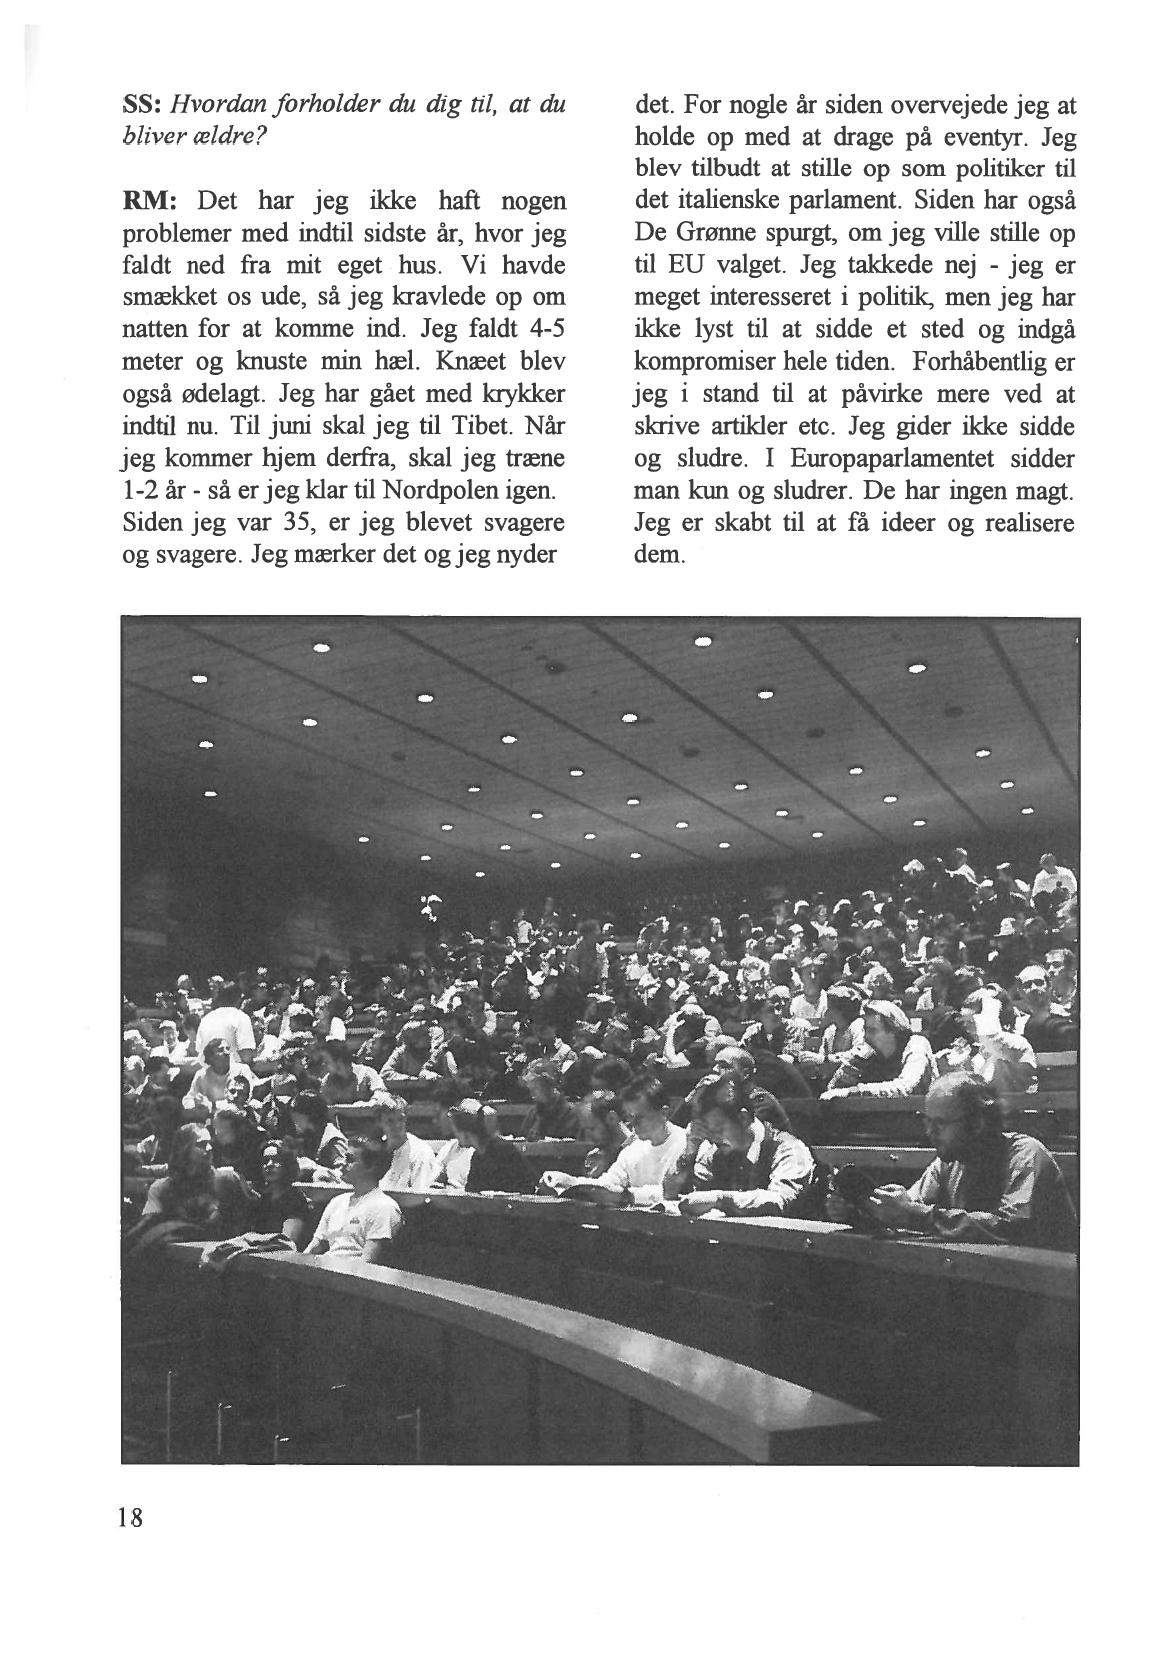 SS: Hvordan forholder du dig til, at du
bliver ældre?
RM: Det har jeg ikke haft nogen
problemer med indtil sidste år, hvor jeg
faldt ned fra mit eget hus. Vi havde
smækket os ude, så jeg kravlede op om
natten for at komme ind. Jeg faldt 4-5
meter og knuste min hæl. Knæet blev
også ødelagt. Jeg har gået med krykker
indtil nu. Til juni skal jeg til Tibet. Når
jeg kommer hjem derfra, skal jeg træne
1-2 år - så er jeg klar til Nordpolen igen.
Siden jeg var 35, er jeg blevet svagere
og svagere. Jeg mærker det og jeg nyder
det. For nogle år siden overvejede jeg at
holde op med at drage på eventyr. Jeg
blev tilbudt at stille op som politiker til
det italienske parlament. Siden har også
De Grønne spurgt, om jeg ville stille op
til EU valget. Jeg takkede nej - jeg er
meget interesseret i politik, men jeg har
ikke lyst til at sidde et sted og indgå
kompromiser hele tiden. Forhåbentlig er
jeg i stand til at påvirke mere ved at
skrive artikler etc. Jeg gider ikke sidde
og sludre. I Europaparlamentet sidder
man kun og sludrer. De har ingen magt.
Jeg er skabt til at få ideer og realisere
dem.
18